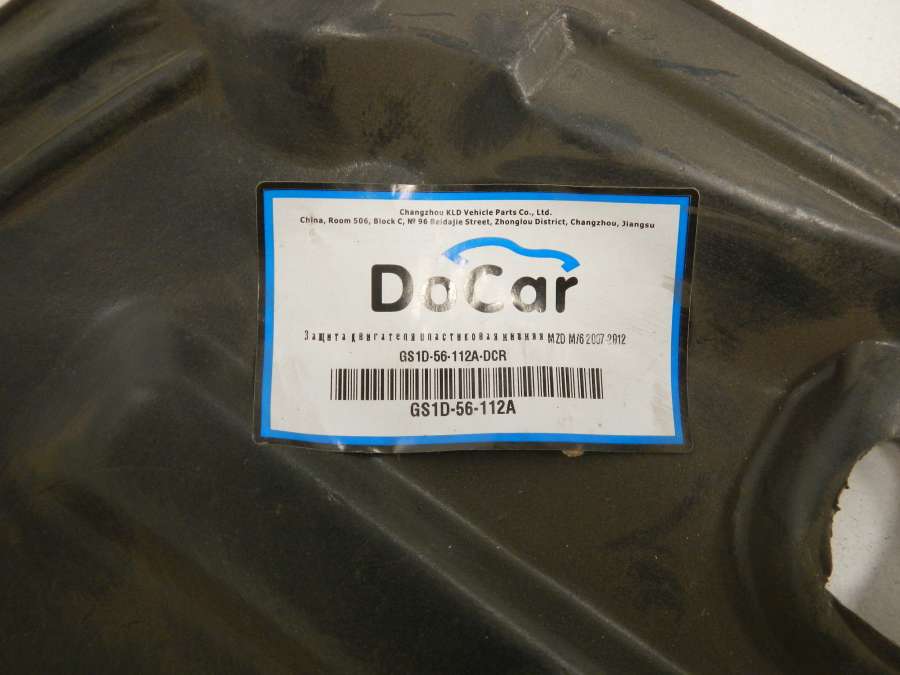 Changzhou KLD Vehicle Parts Co., Ltd.
China, Room 506, Block C, № 96 Beidajie Street, Zhonglou District, Changzhou, Jiangsu
DoCar
Защита двигателя пластиковая нижняя MZD M/6 2007-2012
GS1D-56-112A-DCR
GS1D-56-112A